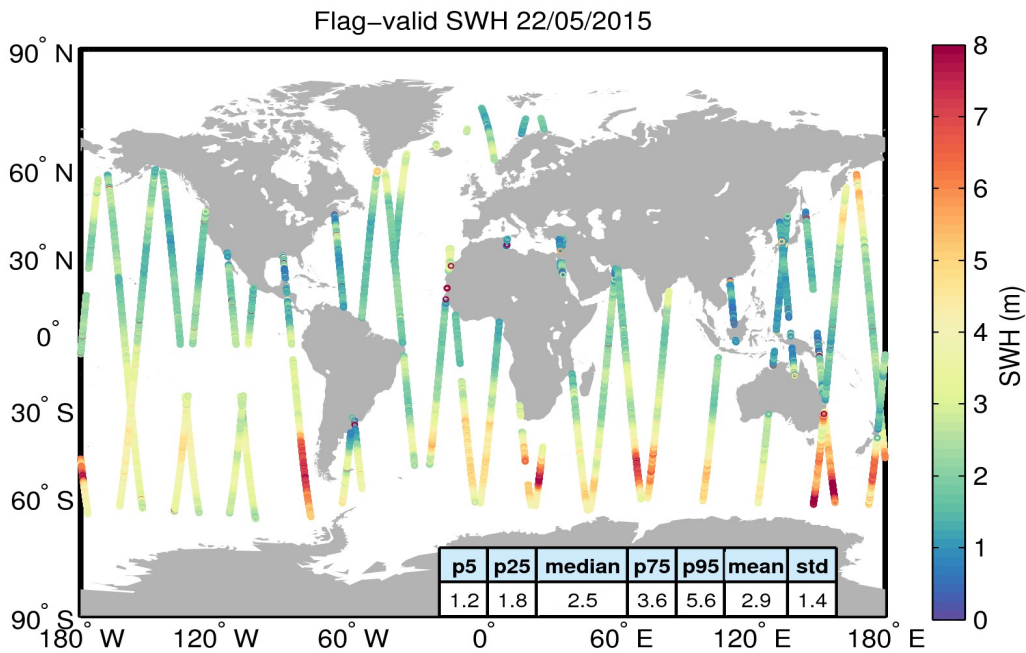 Flag−valid SWH 22/05/2015
90° N
60° N
30° N
0°
30° S
60° S
90° S
180° W
120° W
60° W
0°
60° E
120° E
180° E
p5 p25 median p75 p95 mean std
1.2 1.8 2.5 3.6 5.6 2.9 1.4
8
7
6
5
4
3
2
1
0
SWH (m)